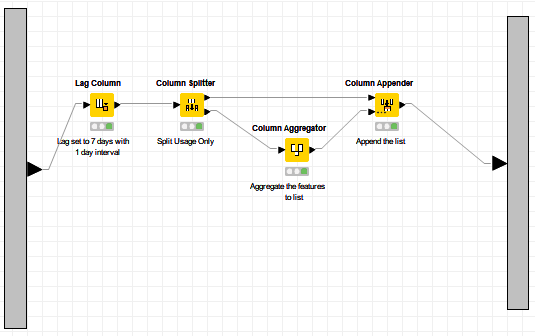 Lag Column
Column Splitter
Column Appender
Lag set to 7 days with
1 day interval
Split Usage Only
Column Aggregator
Append the list
Aggregate the features
to list